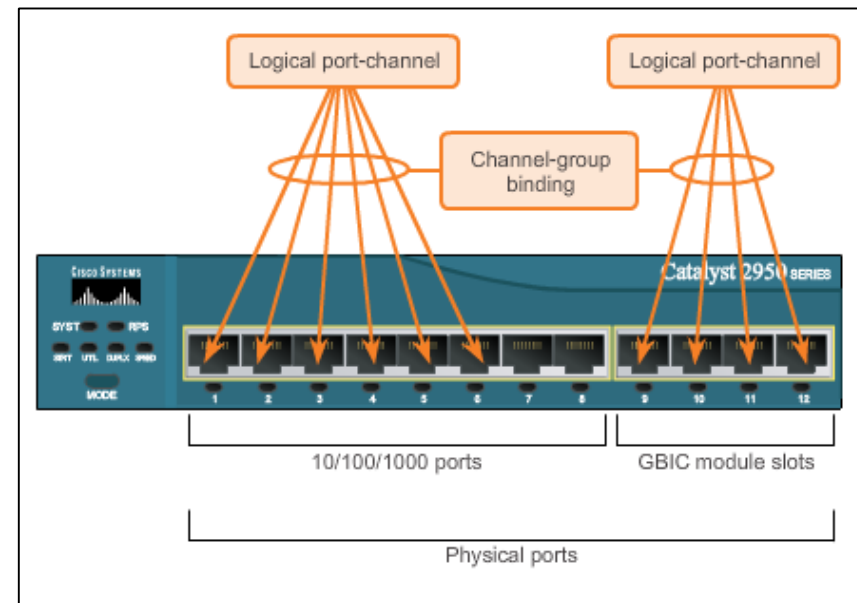 Logical port-channel
Logical port-channel
Channel-group
binding
CISCO SYSTEMS
Catalyst 2950 SERIES
SYST RPS
STRT UTIL DUPLX SPEED
MODE
1 2 3 4 5 6 7 8 9 10 11 12
10/100/1000 ports
GBIC module slots
Physical ports